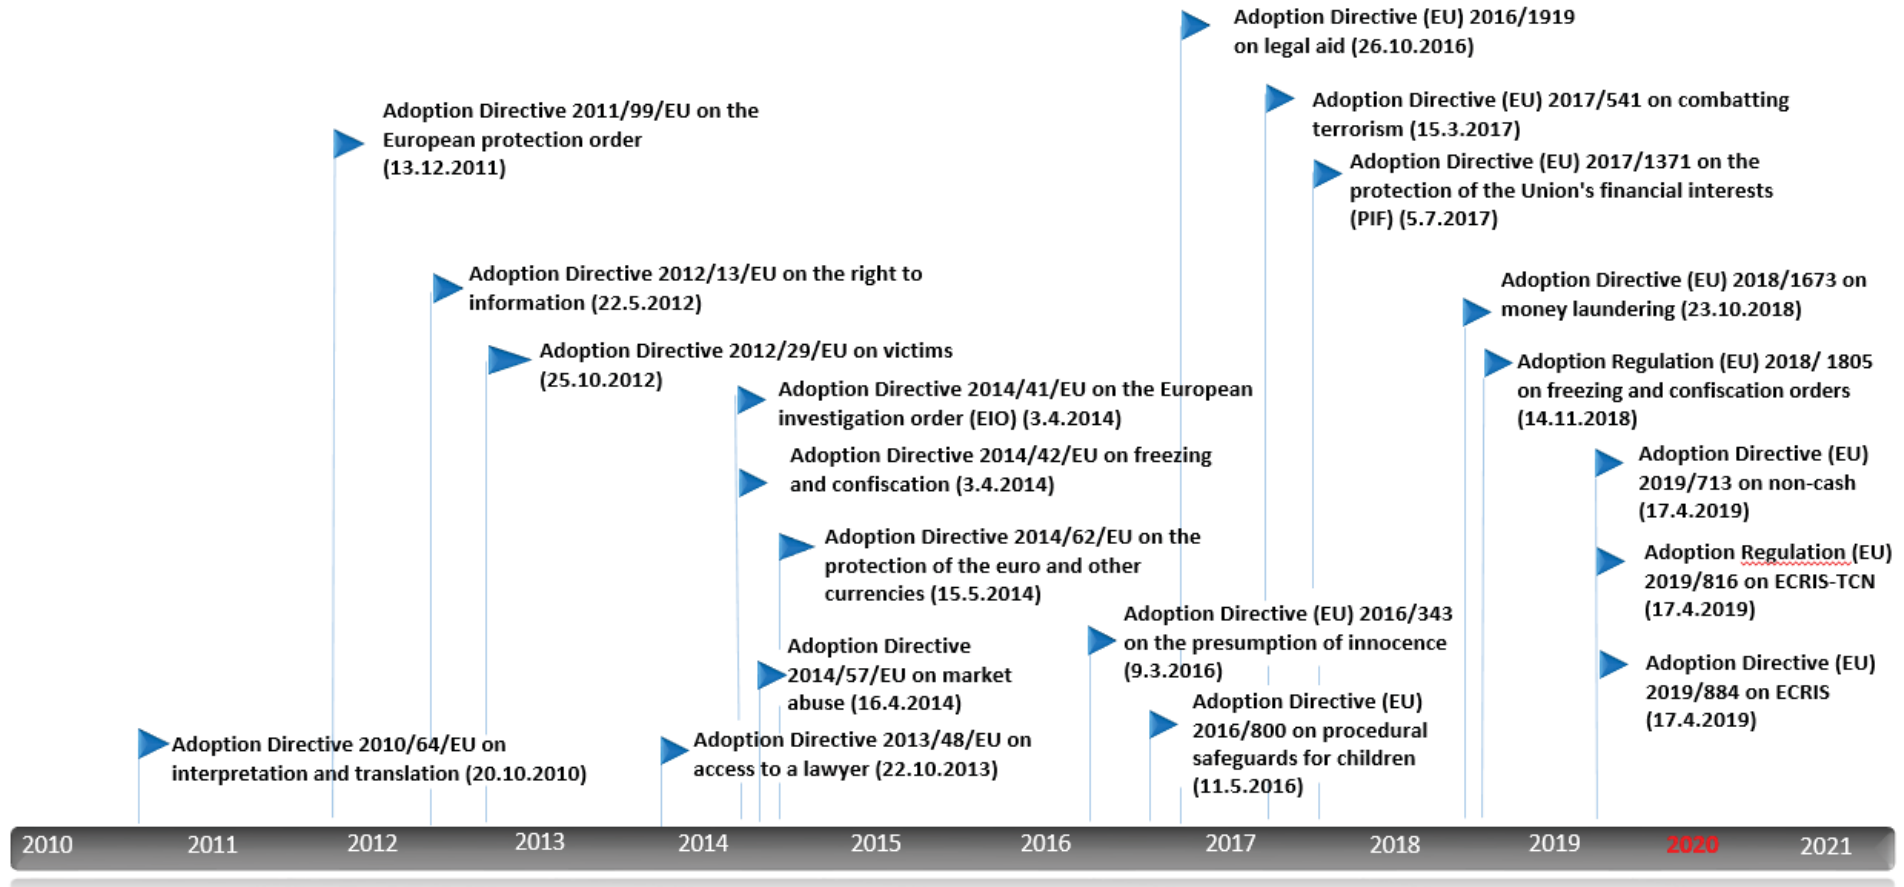 Adoption Directive (EU) 2016/1919
on legal aid (26.10.2016)
Adoption Directive 2011/99/EU on the
European protection order
(13.12.2011)
Adoption Directive (EU) 2017/541 on combatting
terrorism (15.3.2017)
Adoption Directive (EU) 2017/1371 on the
protection of the Union's financial interests
(PIF) (5.7.2017)
Adoption Directive 2012/13/EU on the right to
information (22.5.2012)
Adoption Directive (EU) 2018/1673 on
money laundering (23.10.2018)
Adoption Directive 2012/29/EU on victims
(25.10.2012)
Adoption Regulation (EU) 2018/ 1805
on freezing and confiscation orders
(14.11.2018)
Adoption Directive 2014/41/EU on the European
investigation order (EIO) (3.4.2014)
Adoption Directive 2014/42/EU on freezing
and confiscation (3.4.2014)
Adoption Directive (EU)
2019/713 on non-cash
(17.4.2019)
Adoption Directive 2014/62/EU on the
protection of the euro and other
currencies (15.5.2014)
Adoption Regulation (EU)
2019/816 on ECRIS-TCN
(17.4.2019)
Adoption Directive (EU) 2016/343
on the presumption of innocence
(9.3.2016)
Adoption Directive
2014/57/EU on market
abuse (16.4.2014)
Adoption Directive (EU)
2019/884 on ECRIS
(17.4.2019)
Adoption Directive (EU)
2016/800 on procedural
safeguards for children
(11.5.2016)
Adoption Directive 2010/64/EU on
interpretation and translation (20.10.2010)
Adoption Directive 2013/48/EU on
access to a lawyer (22.10.2013)
2010 2011 2012 2013 2014 2015 2016 2017 2018 2019 2020 2021